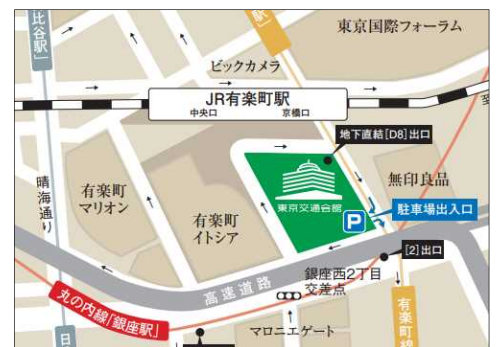 比谷駅」
駅」
東京国際フォーラム
ビックカメラ
JR有楽町駅
中央口
京橋口
至
地下直結[D8]出口
東京交通会館
無印良品
P
駐車場出入口
晴海通り
有楽町
マリオン
有楽町
イトシア
[2]出口
高速道路
銀座西2丁目
交差点
丸の内線「銀座駅」
マロニエゲート
有楽町線
日